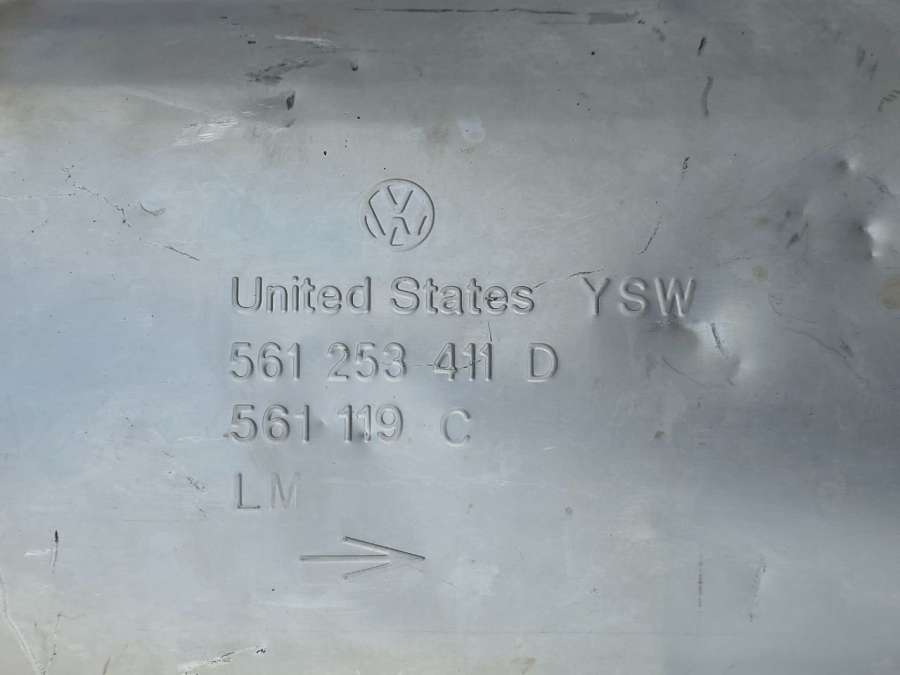 United States YSW
561 253 411 D
561 119 C
LM